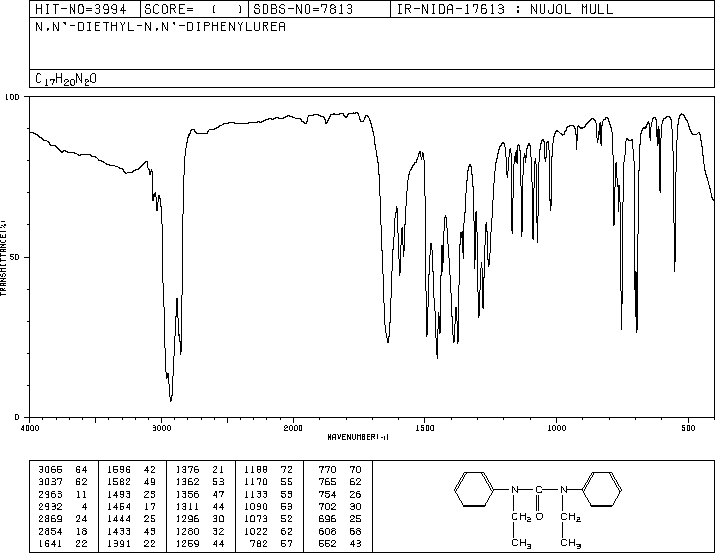 HIT-NO=3994 SCORE= ( ) SDBS-NO=7813 IR-NIDA-17613 : NUJOL MULL
N,N'-DIETHYL-N,N'-DIPHENYLUREA
C17H20N2O
100
50
0
TRANSMITTANCE(%)
4000 3000 2000 1500 1000 500
WAVENUMBER(-1)
3065 64 1596 42 1376 21 1188 72 770 70
3037 62 1582 49 1362 53 1170 55 765 62
2963 11 1493 25 1356 47 1133 55 754 26
2932 4 1454 17 1311 44 1090 53 702 30
2869 24 1444 25 1296 30 1073 52 696 25
2854 18 1433 45 1280 32 1022 62 608 68
1641 22 1391 22 1259 44 782 57 552 43
N C N
CH2 O CH2
CH3 CH3